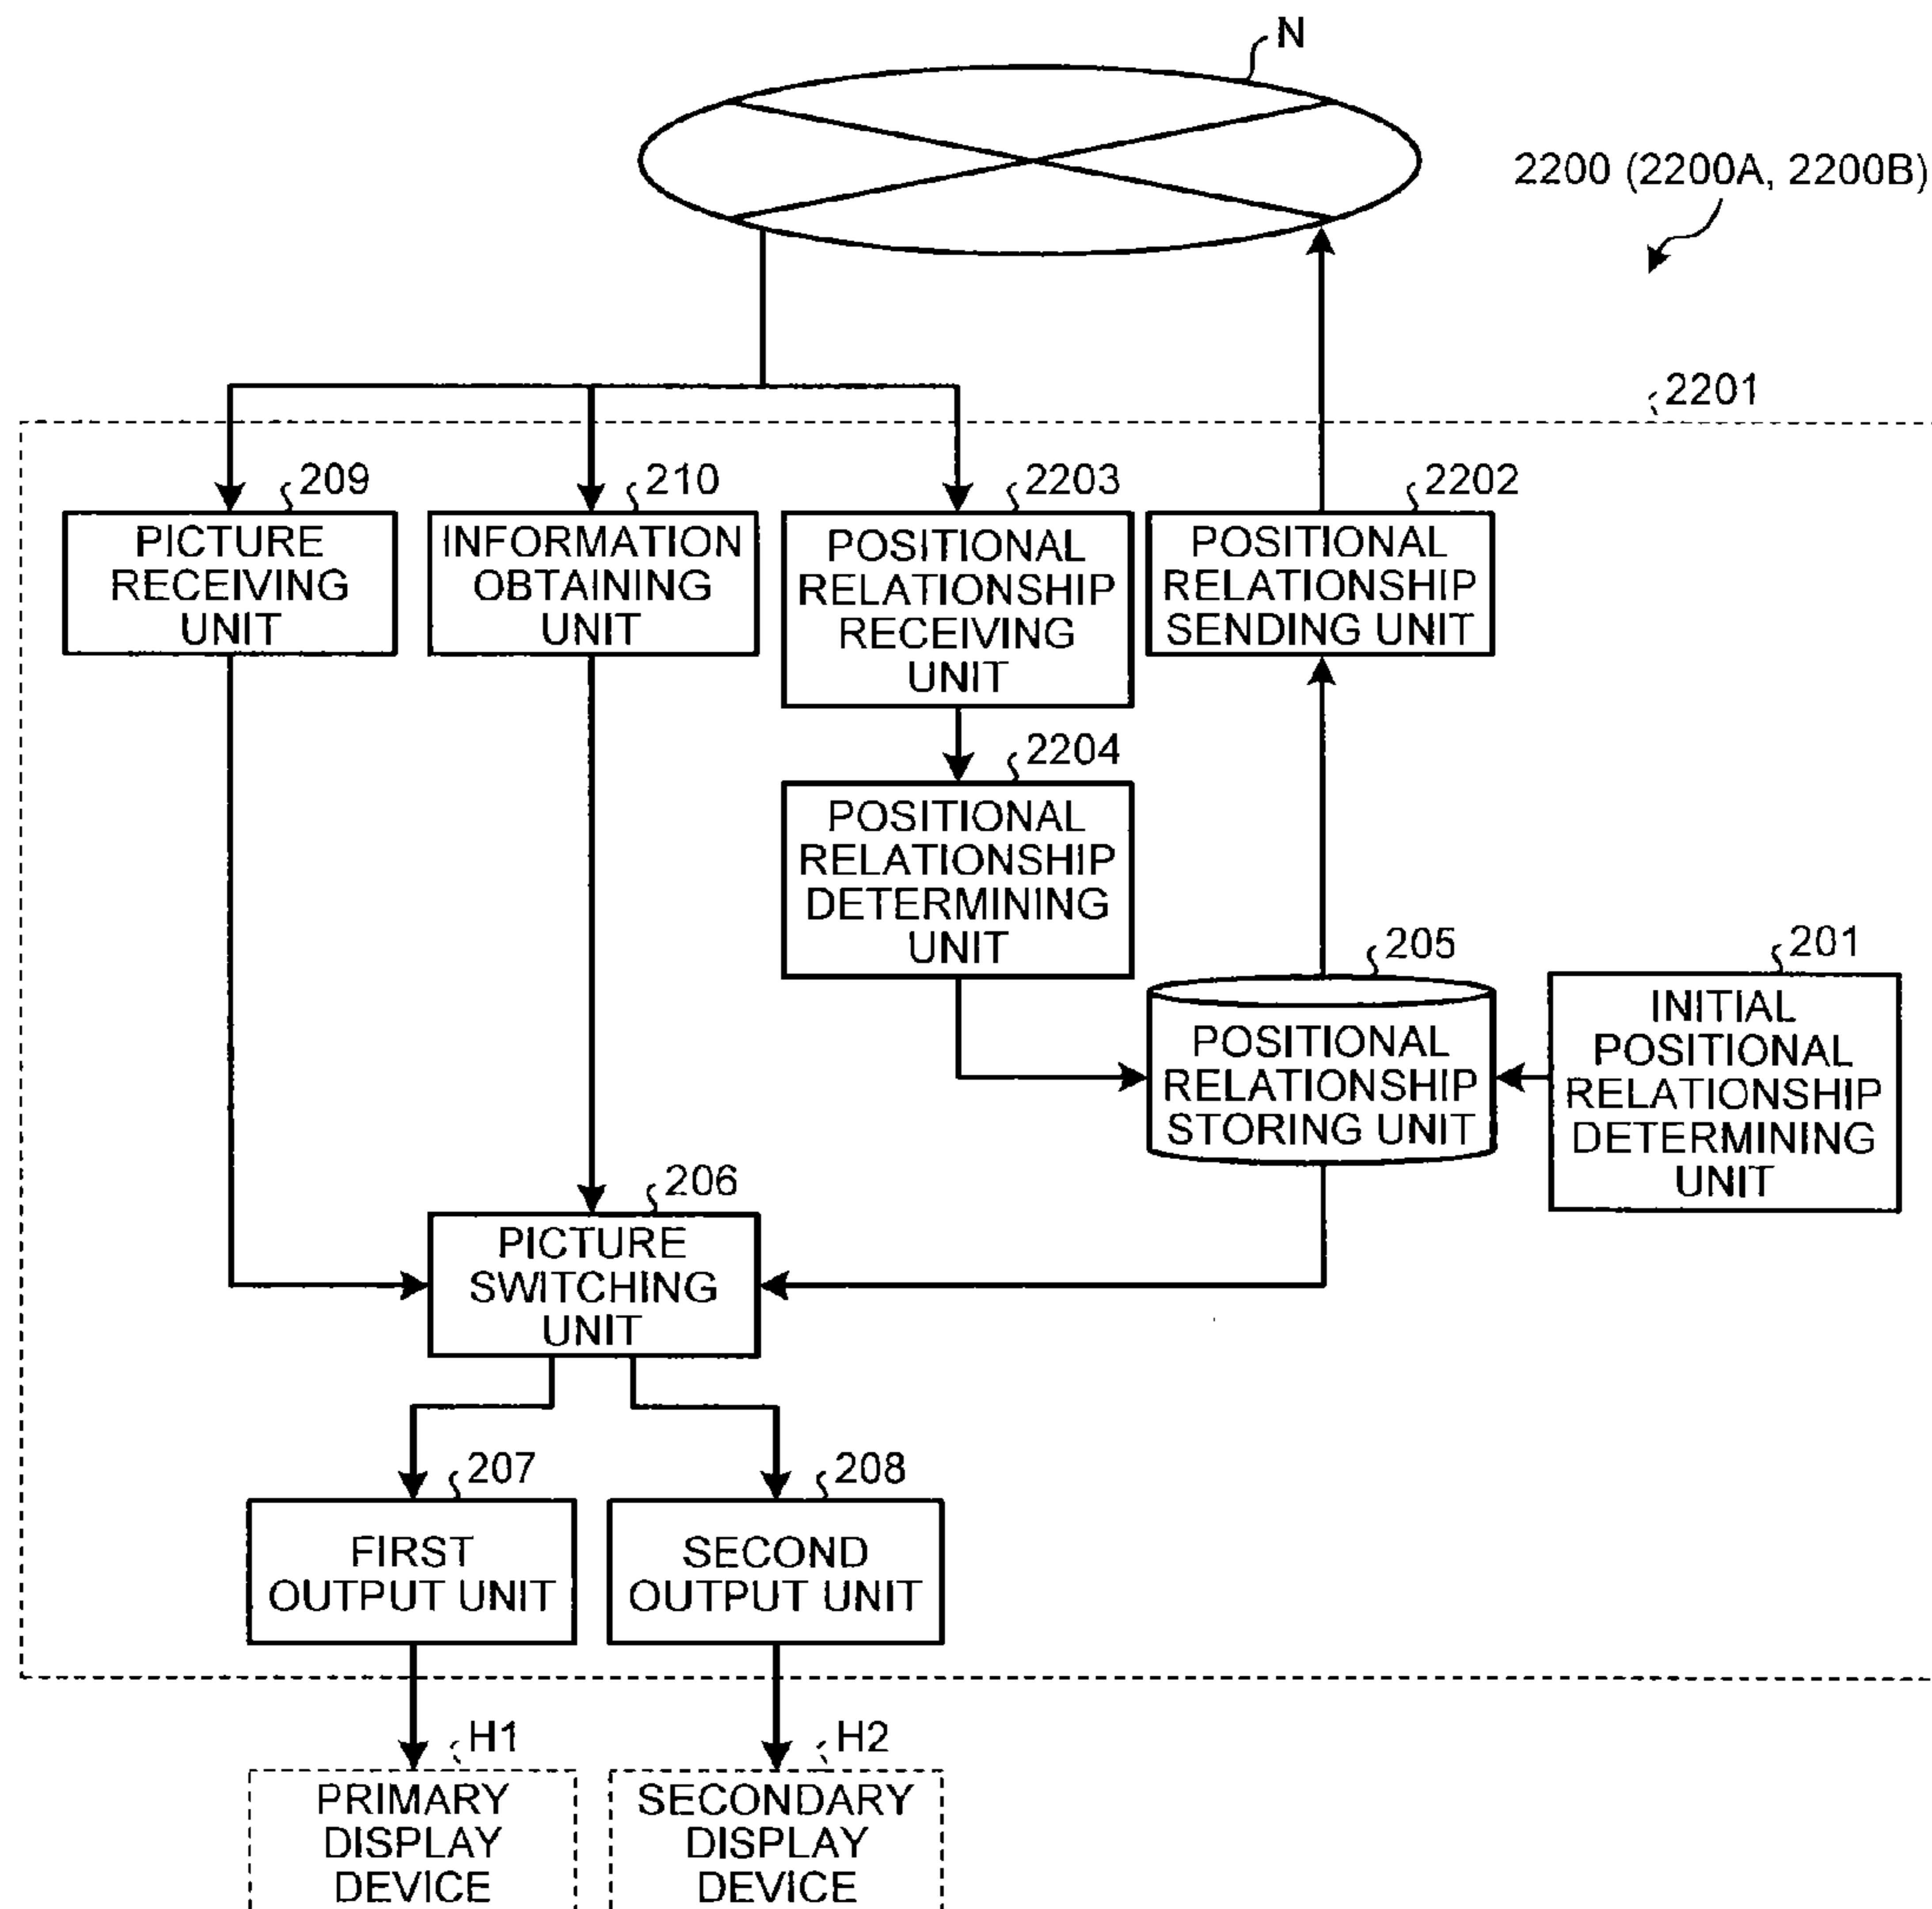 N
2200 (2200A, 2200B)
2201
209
PICTURE
RECEIVING
UNIT
210
INFORMATION
OBTAINING
UNIT
2203
POSITIONAL
RELATIONSHIP
RECEIVING
UNIT
2202
POSITIONAL
RELATIONSHIP
SENDING UNIT
2204
POSITIONAL
RELATIONSHIP
DETERMINING
UNIT
205
POSITIONAL
RELATIONSHIP
STORING UNIT
201
INITIAL
POSITIONAL
RELATIONSHIP
DETERMINING
UNIT
206
PICTURE
SWITCHING
UNIT
207
FIRST
OUTPUT UNIT
208
SECOND
OUTPUT UNIT
H1
PRIMARY
DISPLAY
DEVICE
H2
SECONDARY
DISPLAY
DEVICE